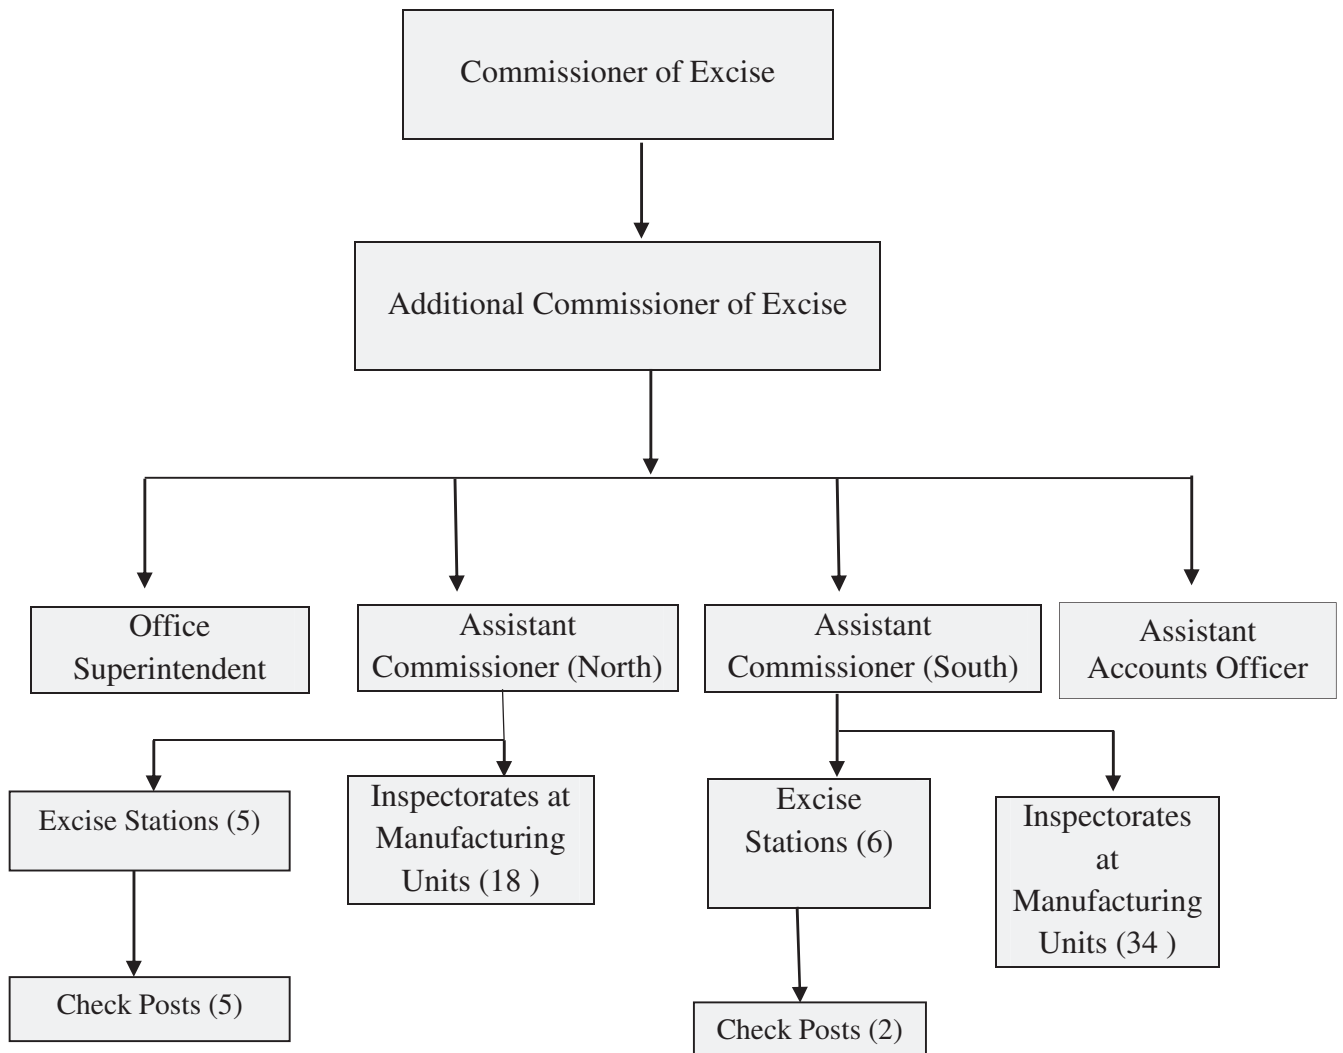 Commissioner of Excise
Additional Commissioner of Excise
Office
Superintendent
Assistant
Commissioner (North)
Assistant
Commissioner (South)
Assistant
Accounts Officer
Excise Stations (5)
Inspectorates at
Manufacturing
Units (18 )
Excise
Stations (6)
Inspectorates
at
Manufacturing
Units (34 )
Check Posts (5)
Check Posts (2)